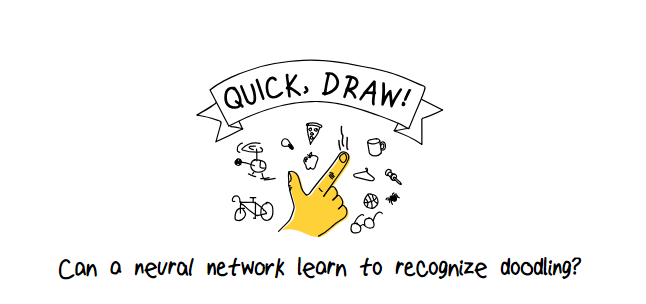 QUICK, DRAW!
Can a neural network learn to recognize doodling?